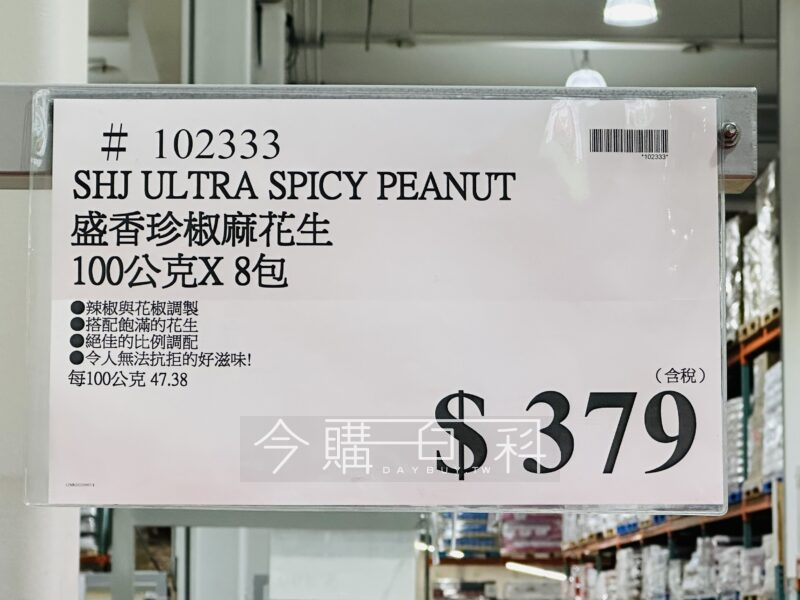 # 102333
*102333*
SHJ ULTRA SPICY PEANUT
盛香珍椒麻花生
100公克X 8包
●辣椒與花椒調製
●搭配飽滿的花生
●絕佳的比例調配
●令人無法抗拒的好滋味!
每100公克 47.38
(含稅)
$ 379
今購百科
DAYBUY.TW